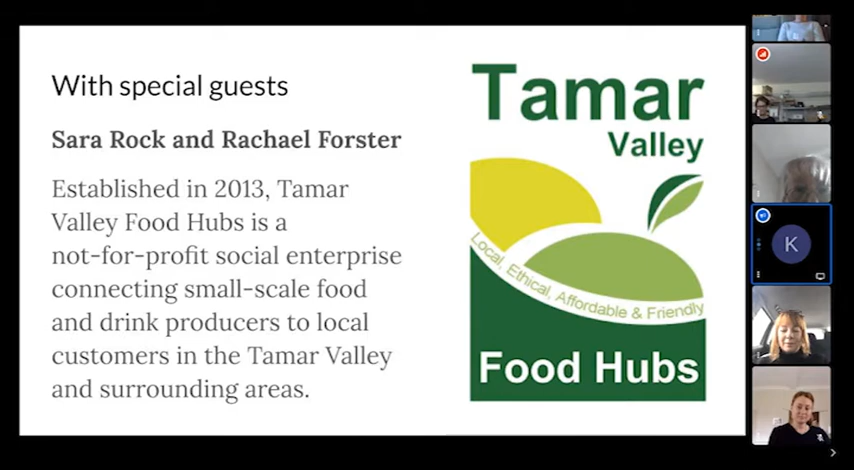 With special guests
Sara Rock and Rachael Forster
Established in 2013, Tamar
Valley Food Hubs is a
not-for-profit social enterprise
connecting small-scale food
and drink producers to local
customers in the Tamar Valley
and surrounding areas.
Tamar
Valley
Local, Ethical, Affordable & Friendly
Food Hubs
K